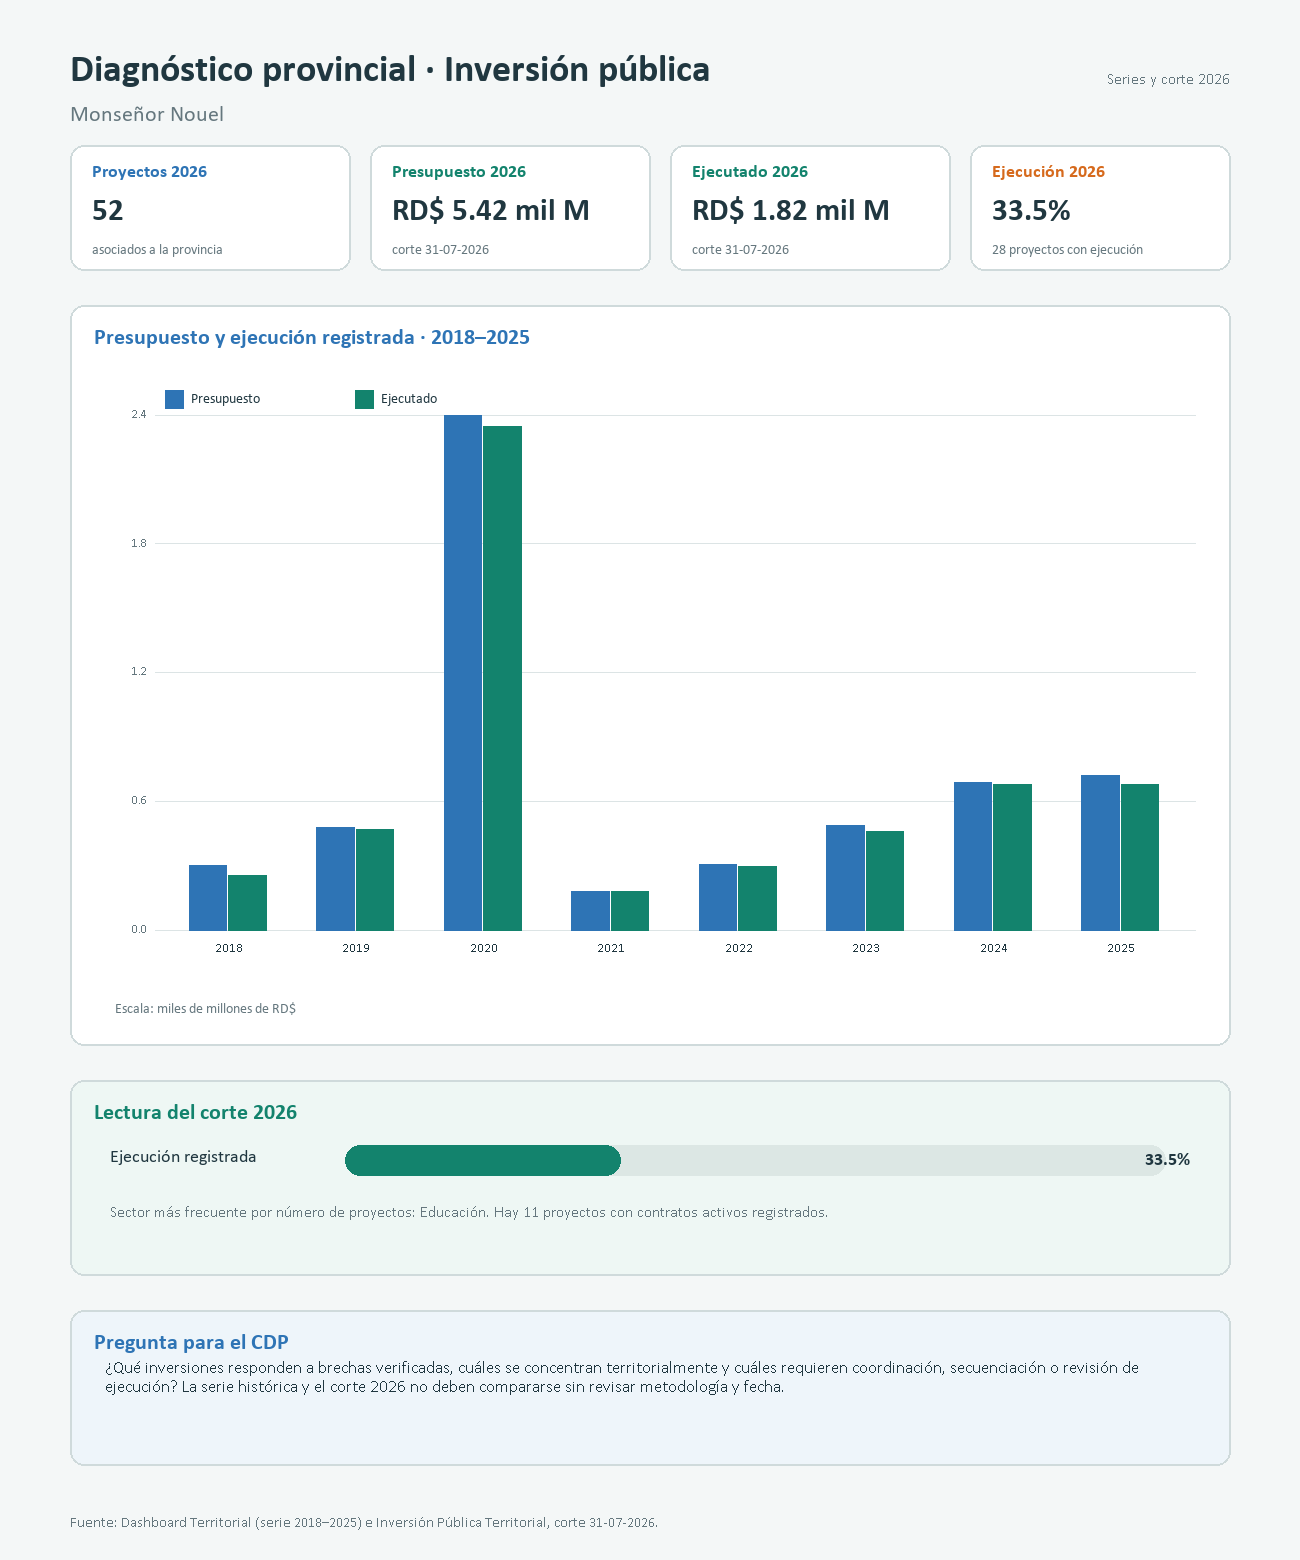 Diagnóstico provincial · Inversión pública
Series y corte 2026
Monseñor Nouel
Proyectos 2026
52
asociados a la provincia
Presupuesto 2026
RD$ 5.42 mil M
corte 31-07-2026
Ejecutado 2026
RD$ 1.82 mil M
corte 31-07-2026
Ejecución 2026
33.5%
28 proyectos con ejecución
Presupuesto y ejecución registrada · 2018–2025
Presupuesto
Ejecutado
2.4
1.8
1.2
0.6
0.0
2018
2019
2020
2021
2022
2023
2024
2025
Escala: miles de millones de RD$
Lectura del corte 2026
Ejecución registrada
33.5%
Sector más frecuente por número de proyectos: Educación. Hay 11 proyectos con contratos activos registrados.
Pregunta para el CDP
¿Qué inversiones responden a brechas verificadas, cuáles se concentran territorialmente y cuáles requieren coordinación, secuenciación o revisión de
ejecución? La serie histórica y el corte 2026 no deben compararse sin revisar metodología y fecha.
Fuente: Dashboard Territorial (serie 2018–2025) e Inversión Pública Territorial, corte 31-07-2026.